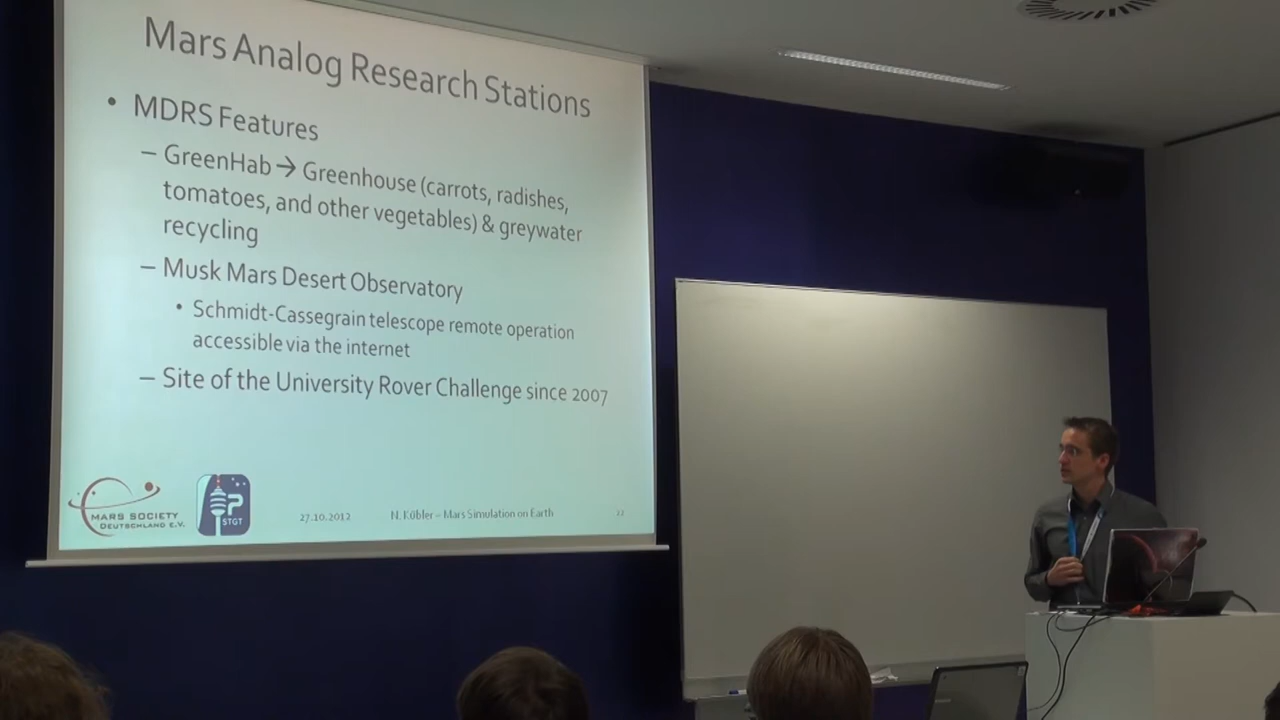 Mars Analog Research Stations
• MDRS Features
– GreenHab → Greenhouse (carrots, radishes,
tomatoes, and other vegetables) & greywater
recycling
– Musk Mars Desert Observatory
• Schmidt-Cassegrain telescope remote operation
accessible via the internet
– Site of the University Rover Challenge since 2007
MARS SOCIETY
DEUTSCHLAND E.V.
STGT
27.10.2012
N. Kübler – Mars Simulation on Earth